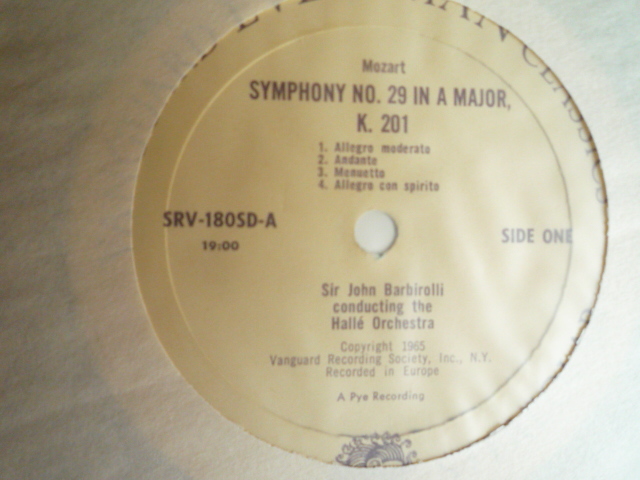 CLASSICS
Mozart
SYMPHONY NO. 29 IN A MAJOR,
K. 201
1. Allegro moderato
2. Andante
3. Menuetto
4. Allegro con spirito
SRV-180SD-A
19:00
SIDE ONE
Sir John Barbirolli
conducting the
Hallé Orchestra
Copyright 1965
Vanguard Recording Society, Inc., N.Y.
Recorded in Europe
A Pye Recording